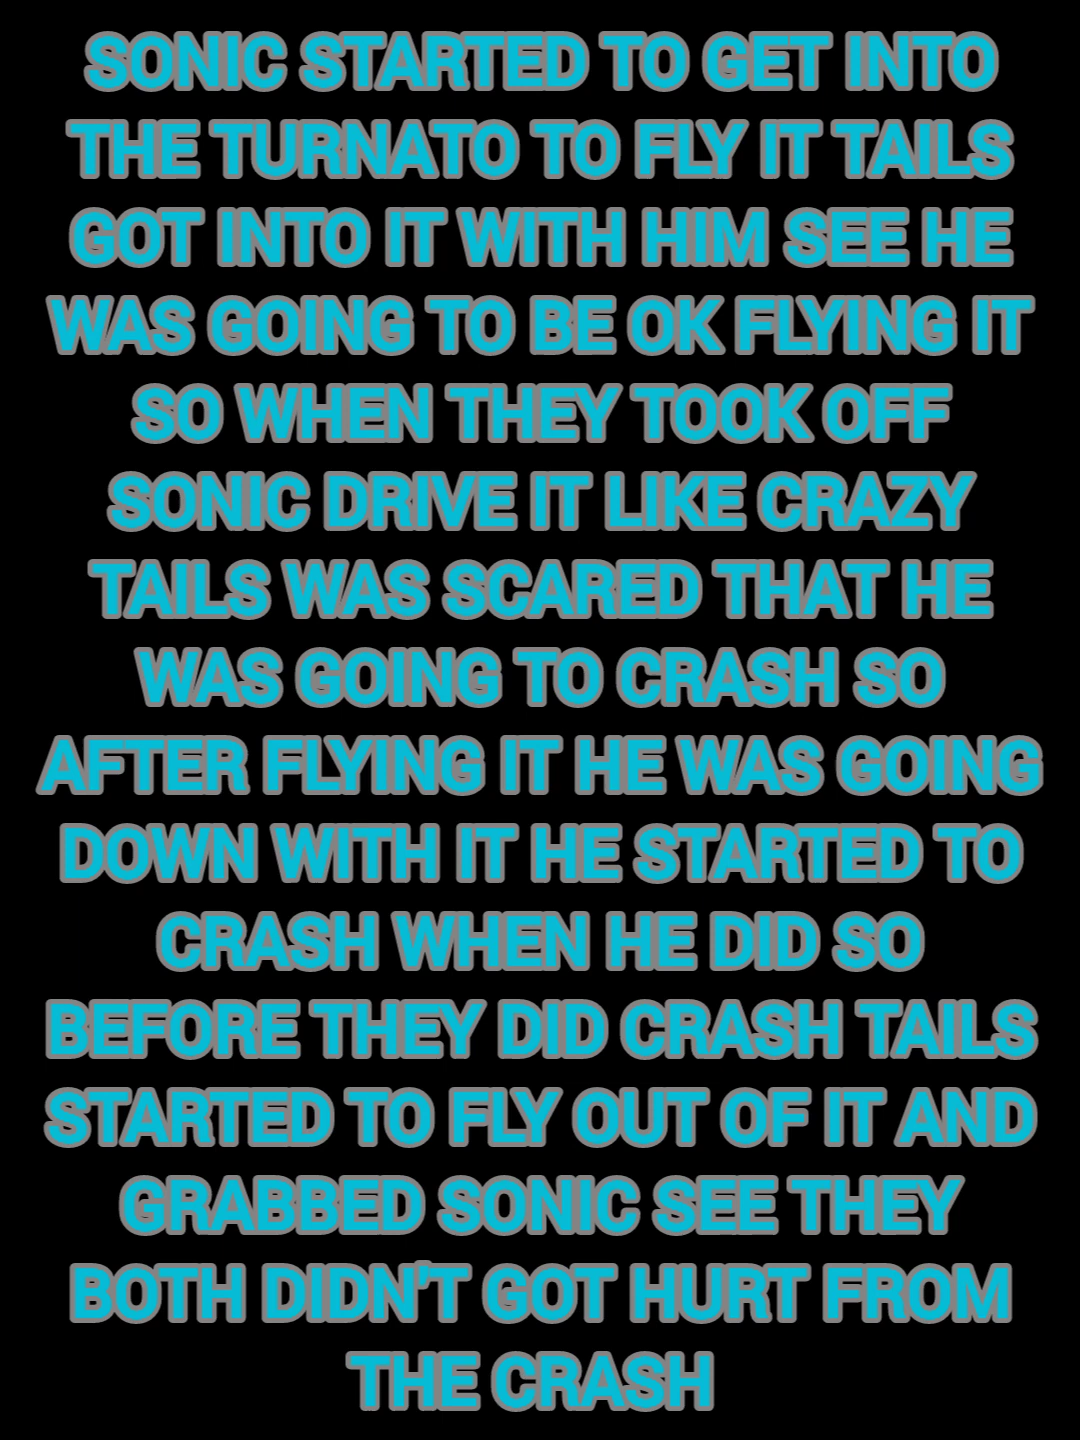 SONIC STARTED TO GET INTO
THE TURNATO TO FLY IT TAILS
GOT INTO IT WITH HIM SEE HE
WAS GOING TO BE OK FLYING IT
SO WHEN THEY TOOK OFF
SONIC DRIVE IT LIKE CRAZY
TAILS WAS SCARED THAT HE
WAS GOING TO CRASH SO
AFTER FLYING IT HE WAS GOING
DOWN WITH IT HE STARTED TO
CRASH WHEN HE DID SO
BEFORE THEY DID CRASH TAILS
STARTED TO FLY OUT OF IT AND
GRABBED SONIC SEE THEY
BOTH DIDN'T GOT HURT FROM
THE CRASH